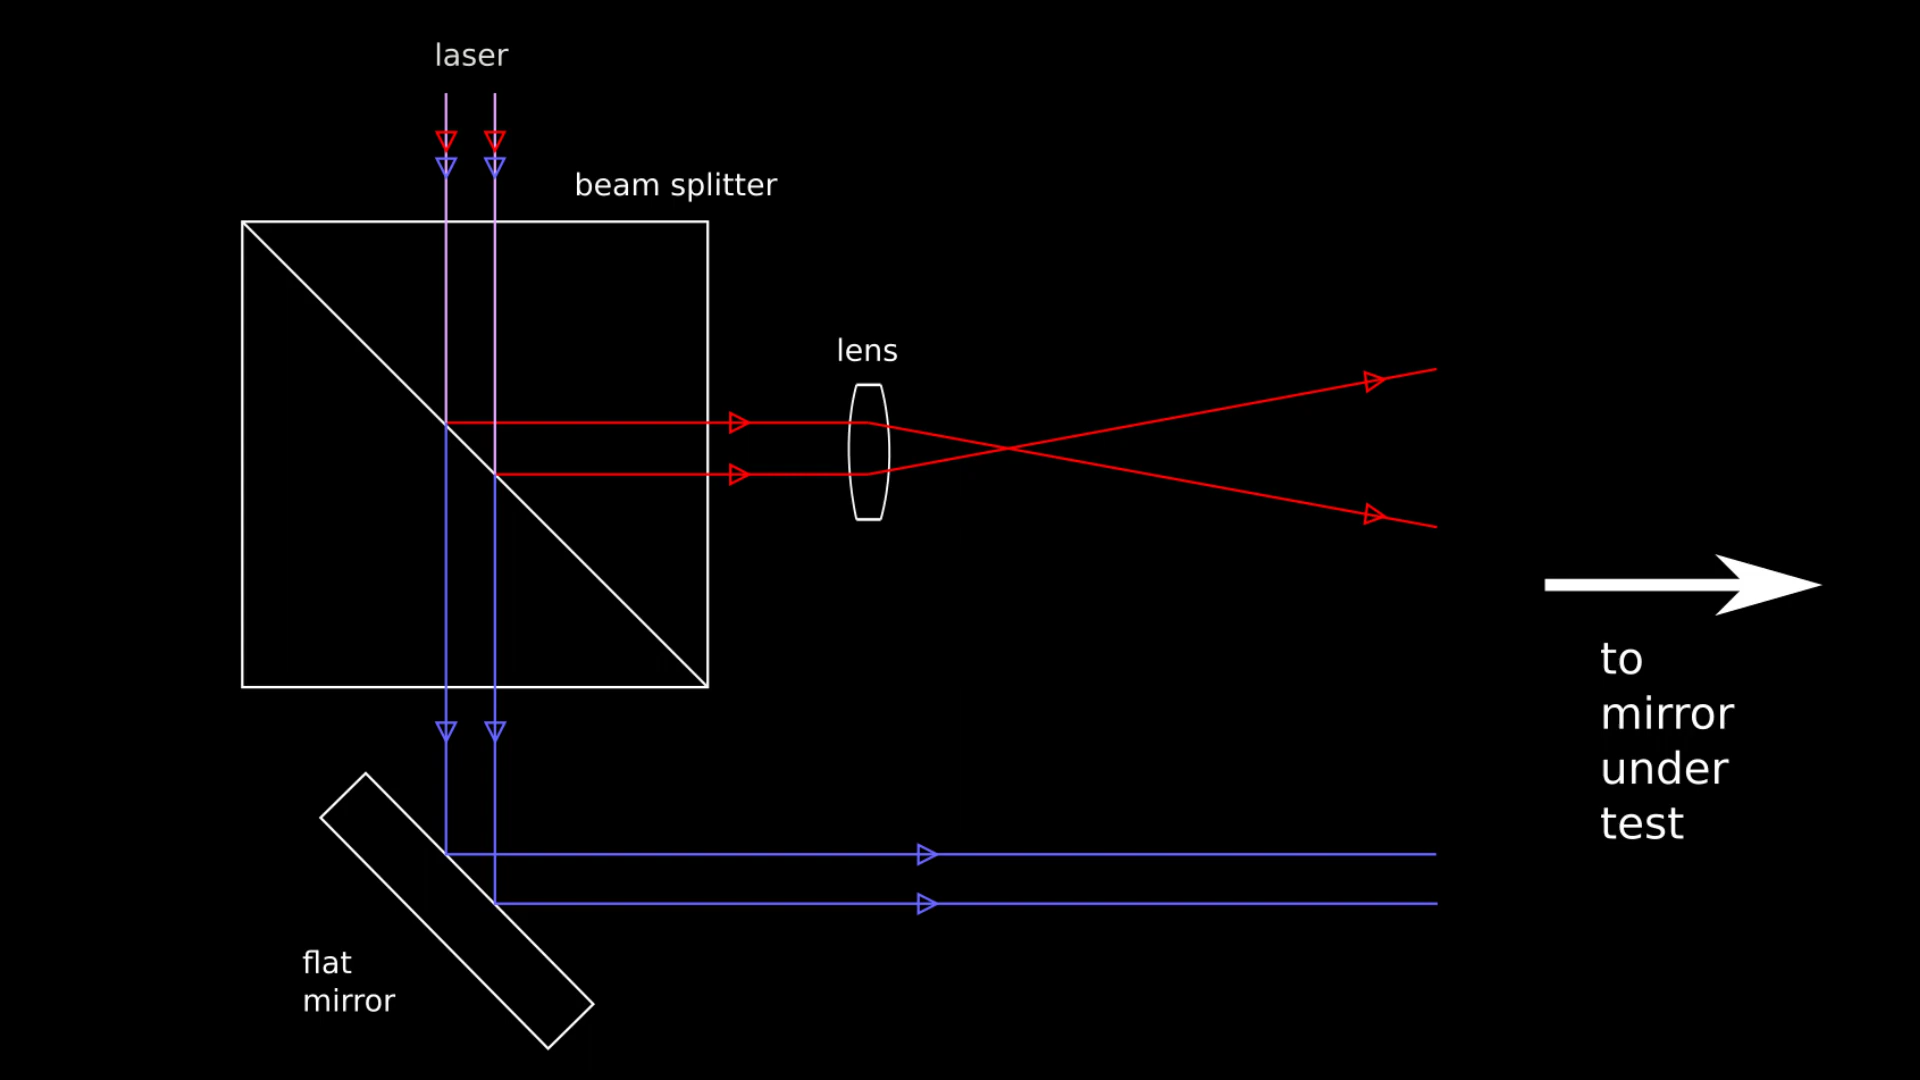 laser
beam splitter
lens
to
mirror
under
test
flat
mirror